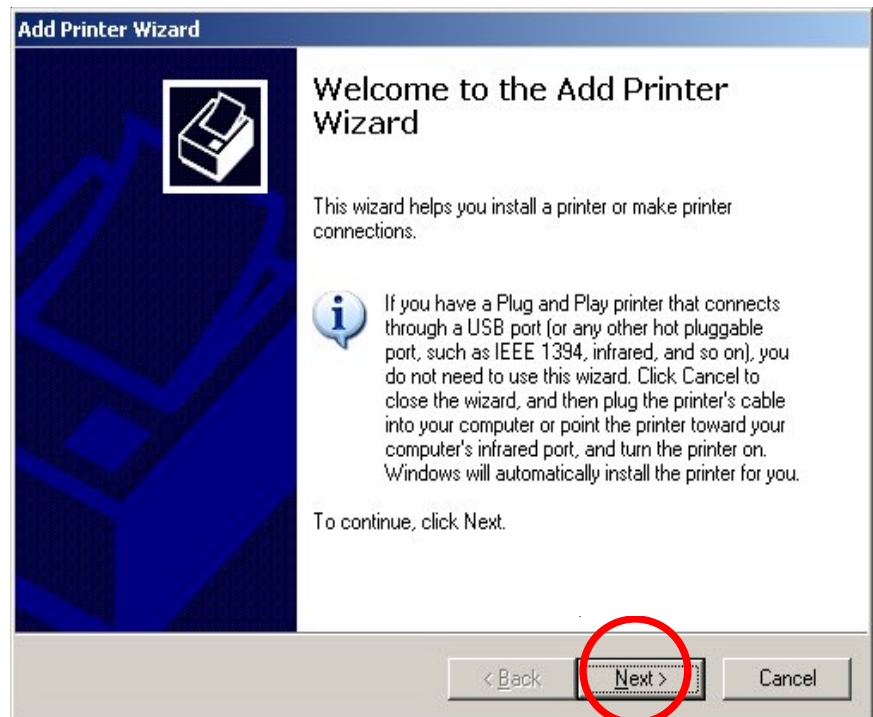 Add Printer Wizard
Welcome to the Add Printer
Wizard
This wizard helps you install a printer or make printer
connections.
If you have a Plug and Play printer that connects
through a USB port (or any other hot pluggable
port, such as IEEE 1394, infrared, and so on), you
do not need to use this wizard. Click Cancel to
close the wizard, and then plug the printer's cable
into your computer or point the printer toward your
computer's infrared port, and turn the printer on.
Windows will automatically install the printer for you.
To continue, click Next.
< Back Next > Cancel